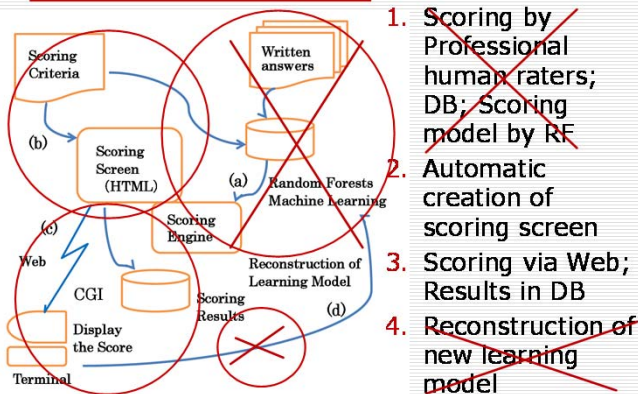 Scoring
Criteria
Written
answers
(b)
Scoring
Screen
(HTML)
(a)
Random Forests
Machine Learning
Scoring
Engine
(c)
Web
Reconstruction of
Learning Model
CGI
Scoring
Results
(d)
Display
the Score
Terminal
1. Scoring by
Professional
human raters;
DB; Scoring
model by RF
2. Automatic
creation of
scoring screen
3. Scoring via Web;
Results in DB
4. Reconstruction of
new learning
model